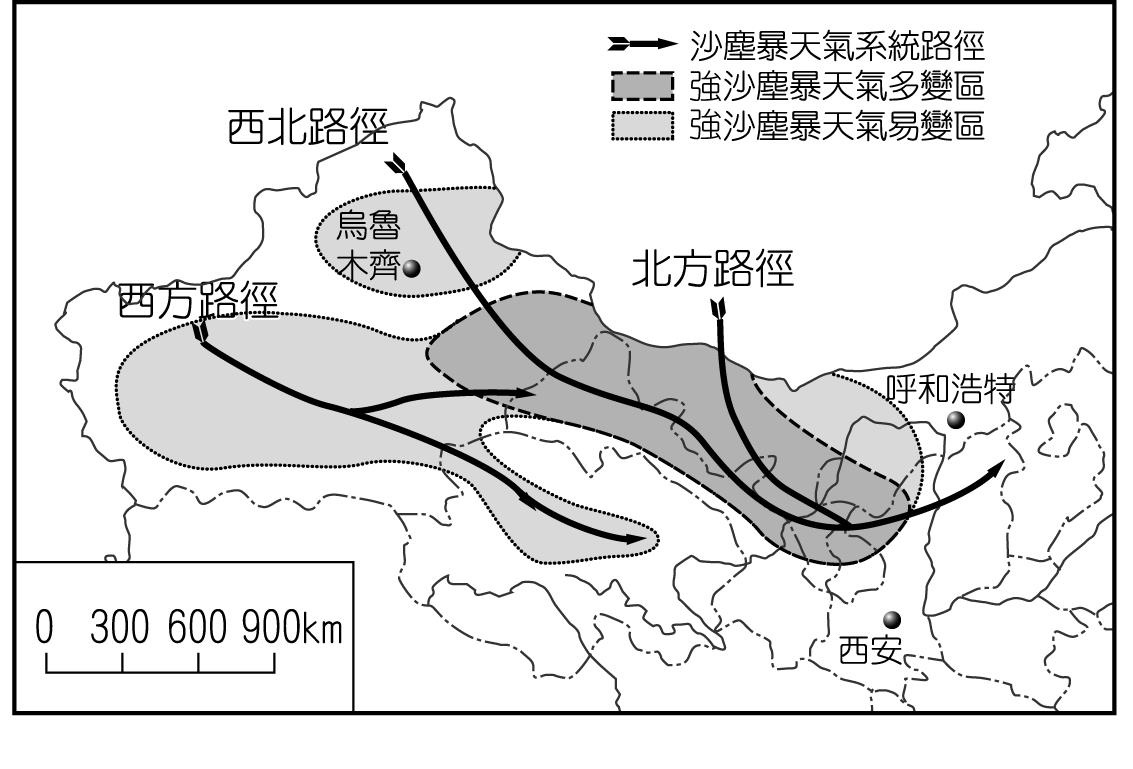 沙塵暴天氣系統路徑
強沙塵暴天氣多變區
強沙塵暴天氣易變區
西北路徑
烏魯
木齊
北方路徑
西方路徑
呼和浩特
西安
0 300 600 900km